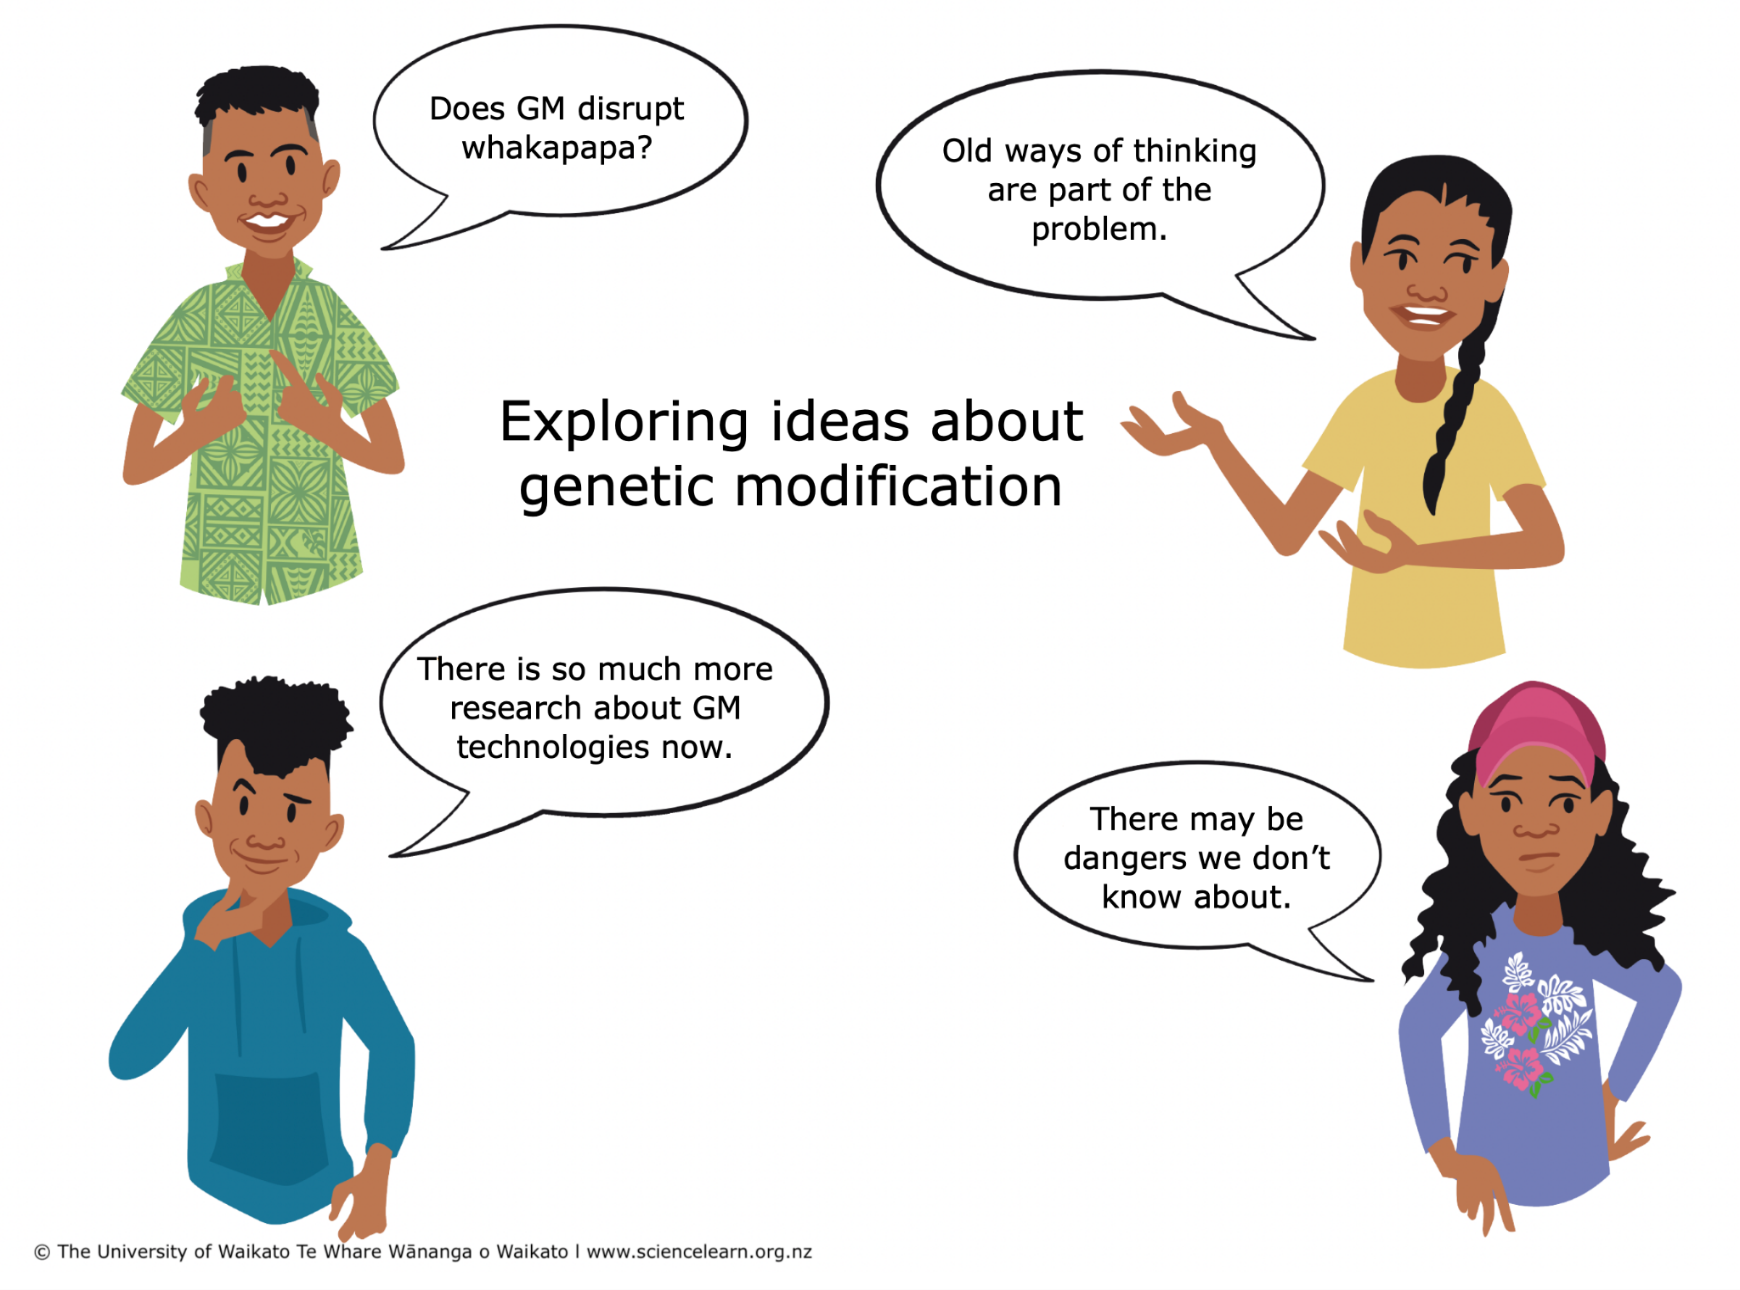 Does GM disrupt
whakapapa?
Old ways of thinking
are part of the
problem.
Exploring ideas about
genetic modification
There is so much more
research about GM
technologies now.
There may be
dangers we don’t
know about.
© The University of Waikato Te Whare Wānanga o Waikato l www.sciencelearn.org.nz